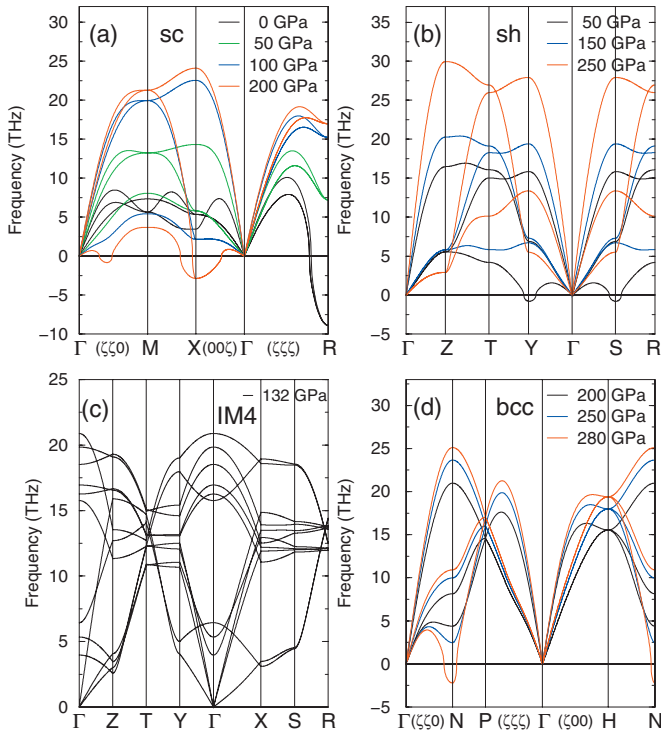 (a) sc
0 GPa
50 GPa
100 GPa
200 GPa
Frequency (THz)
30
25
20
15
10
5
0
−5
−10
Γ (ζζ0) M X (00ζ) Γ (ζζζ) R
(b) sh
50 GPa
150 GPa
250 GPa
Frequency (THz)
35
30
25
20
15
10
5
0
−5
Γ Z T Y Γ S R
(c) IM4
132 GPa
Frequency (THz)
25
20
15
10
5
0
Γ Z T Y Γ X S R
(d) bcc
200 GPa
250 GPa
280 GPa
Frequency (THz)
30
25
20
15
10
5
0
−5
Γ (ζζ0) N P (ζζζ) Γ (ζ00) H N